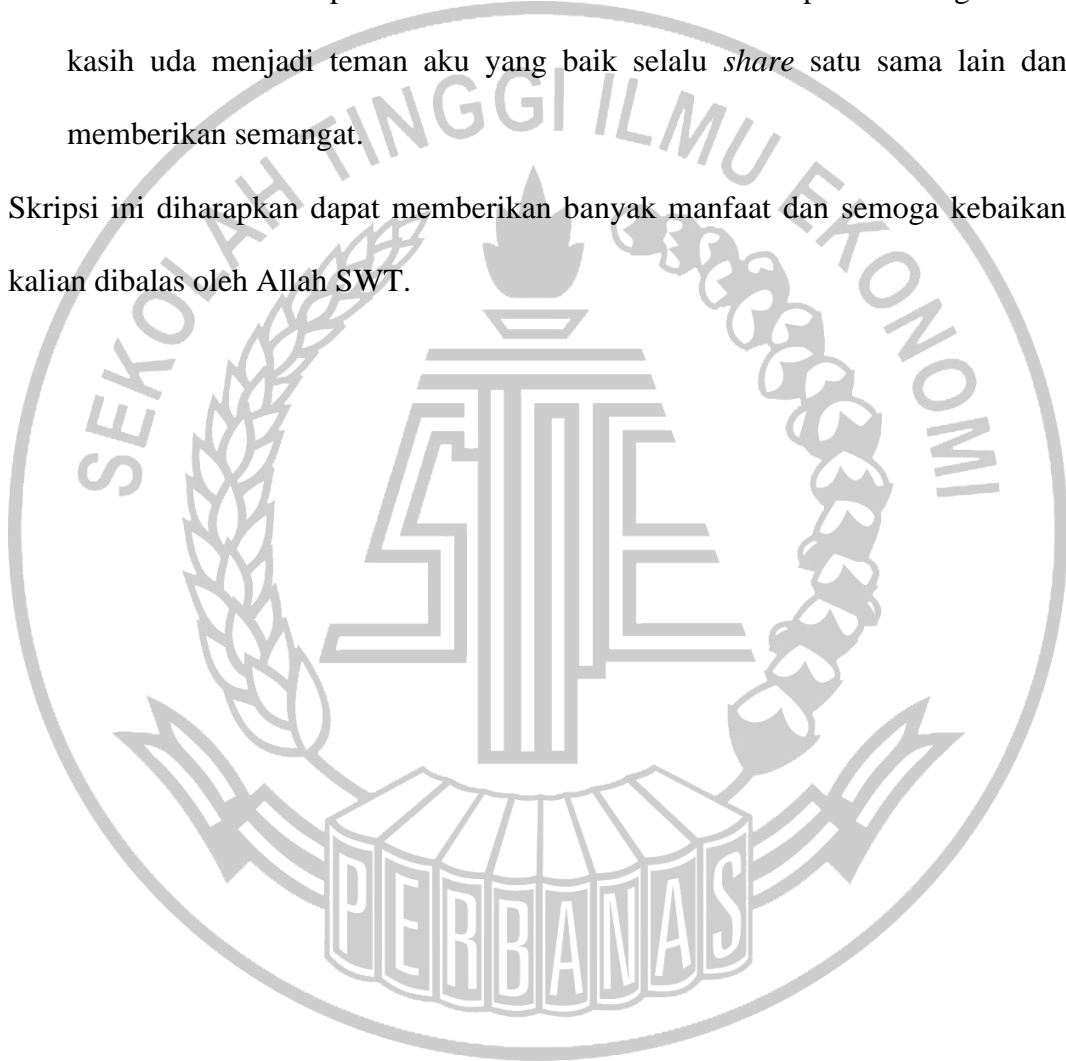 kasih uda menjadi teman aku yang baik selalu share satu sama lain dan
memberikan semangat.
Skripsi ini diharapkan dapat memberikan banyak manfaat dan semoga kebaikan
kalian dibalas oleh Allah SWT.
SEKOLAH TINGGI ILMU EKONOMI
STIE
PERBANAS